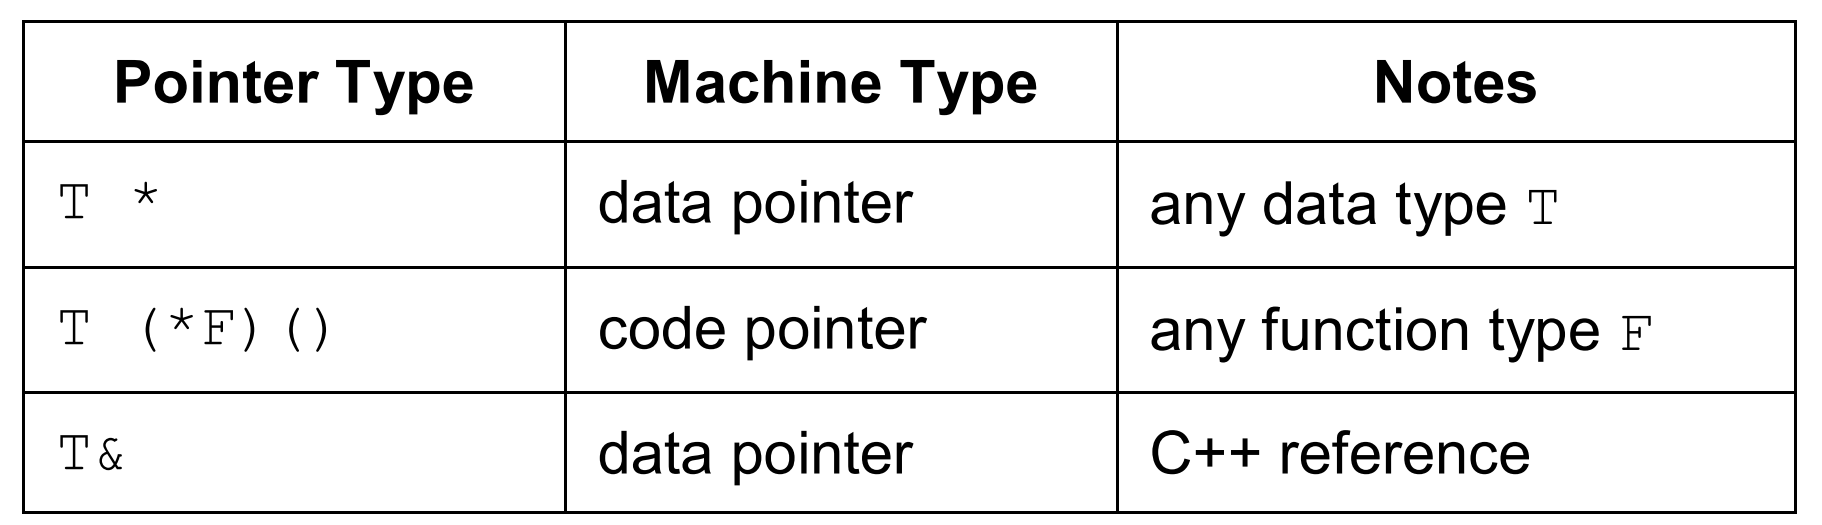 Pointer Type Machine Type Notes
T * data pointer any data type T
T (*F)() code pointer any function type F
T& data pointer C++ reference